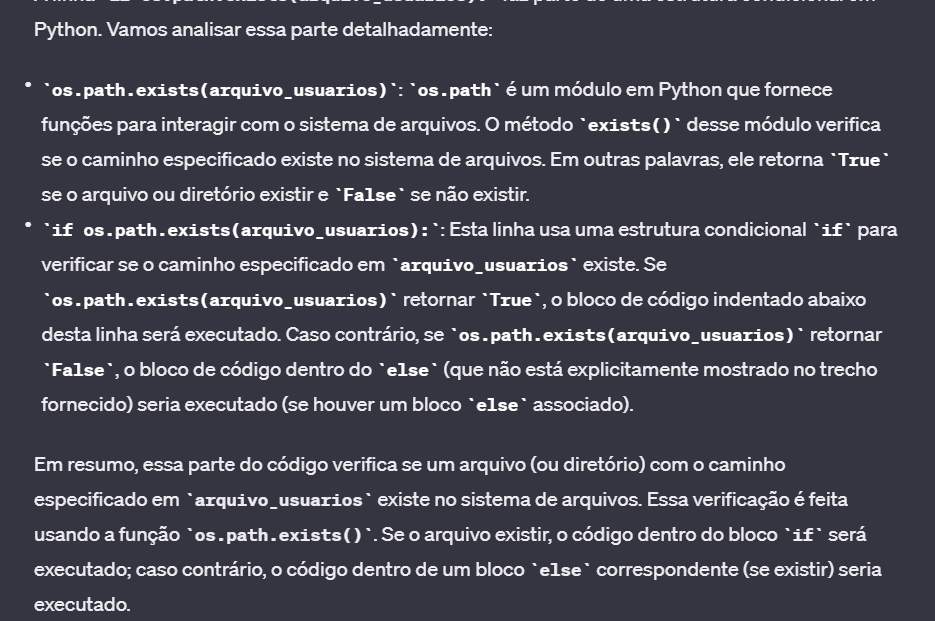 Python. Vamos analisar essa parte detalhadamente:
• `os.path.exists(arquivo_usuarios)`: `os.path` é um módulo em Python que fornece
funções para interagir com o sistema de arquivos. O método `exists()` desse módulo verifica
se o caminho especificado existe no sistema de arquivos. Em outras palavras, ele retorna `True`
se o arquivo ou diretório existir e `False` se não existir.
• `if os.path.exists(arquivo_usuarios):`: Esta linha usa uma estrutura condicional `if` para
verificar se o caminho especificado em `arquivo_usuarios` existe. Se
`os.path.exists(arquivo_usuarios)` retornar `True`, o bloco de código indentado abaixo
desta linha será executado. Caso contrário, se `os.path.exists(arquivo_usuarios)` retornar
`False`, o bloco de código dentro do `else` (que não está explicitamente mostrado no trecho
fornecido) seria executado (se houver um bloco `else` associado).
Em resumo, essa parte do código verifica se um arquivo (ou diretório) com o caminho
especificado em `arquivo_usuarios` existe no sistema de arquivos. Essa verificação é feita
usando a função `os.path.exists()`. Se o arquivo existir, o código dentro do bloco `if` será
executado; caso contrário, o código dentro de um bloco `else` correspondente (se existir) seria
executado.